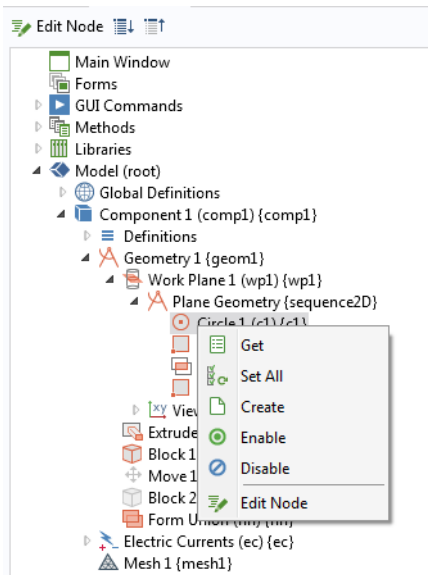 Edit Node
Main Window
Forms
GUI Commands
Methods
Libraries
Model (root)
Global Definitions
Component 1 (comp1) {comp1}
Definitions
Geometry 1 {geom1}
Work Plane 1 (wp1) {wp1}
Plane Geometry {sequence2D}
Circle 1 (c1) {c1}
Get
Set All
Create
Enable
Disable
Edit Node
xy Viev
Extrude
Block 1
Move 1
Block 2
Form Union (fin) {fin}
Electric Currents (ec) {ec}
Mesh 1 {mesh1}